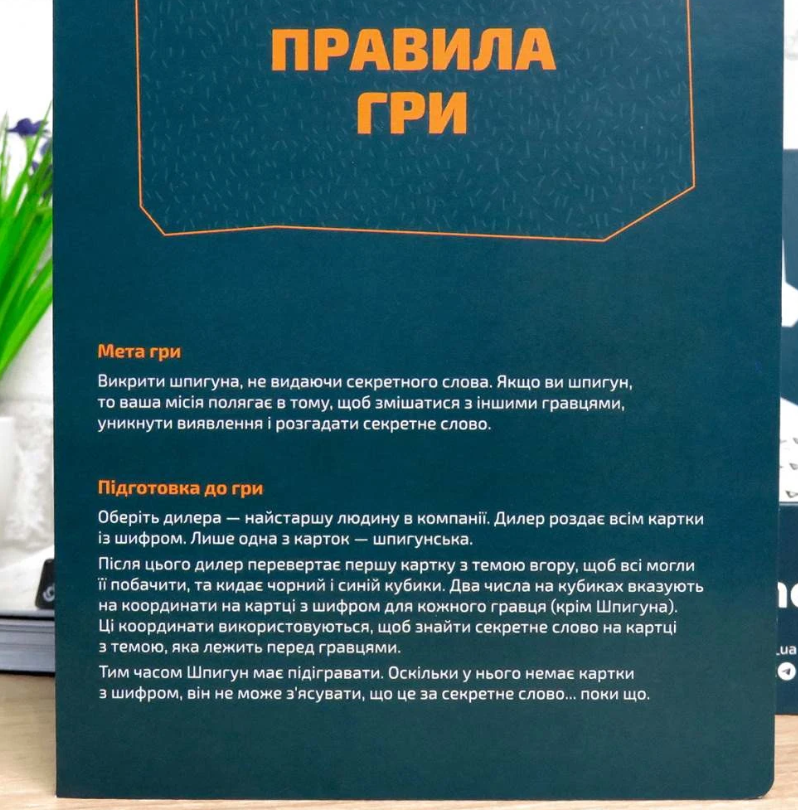 ПРАВИЛА
ГРИ
Мета гри
Викрити шпигуна, не видаючи секретного слова. Якщо ви шпигун,
то ваша місія полягає в тому, щоб змішатися з іншими гравцями,
уникнути виявлення і розгадати секретне слово.
Підготовка до гри
Оберіть дилера — найстаршу людину в компанії. Дилер роздає всім картки
із шифром. Лише одна з карток — шпигунська.
Після цього дилер перевертає першу картку з темою вгору, щоб всі могли
її побачити, та кидає чорний і синій кубики. Два числа на кубиках вказують
на координати на картці з шифром для кожного гравця (крім Шпигуна).
Ці координати використовуються, щоб знайти секретне слово на картці
з темою, яка лежить перед гравцями.
Тим часом Шпигун має підігравати. Оскільки у нього немає картки
з шифром, він не може з'ясувати, що це за секретне слово... поки що.